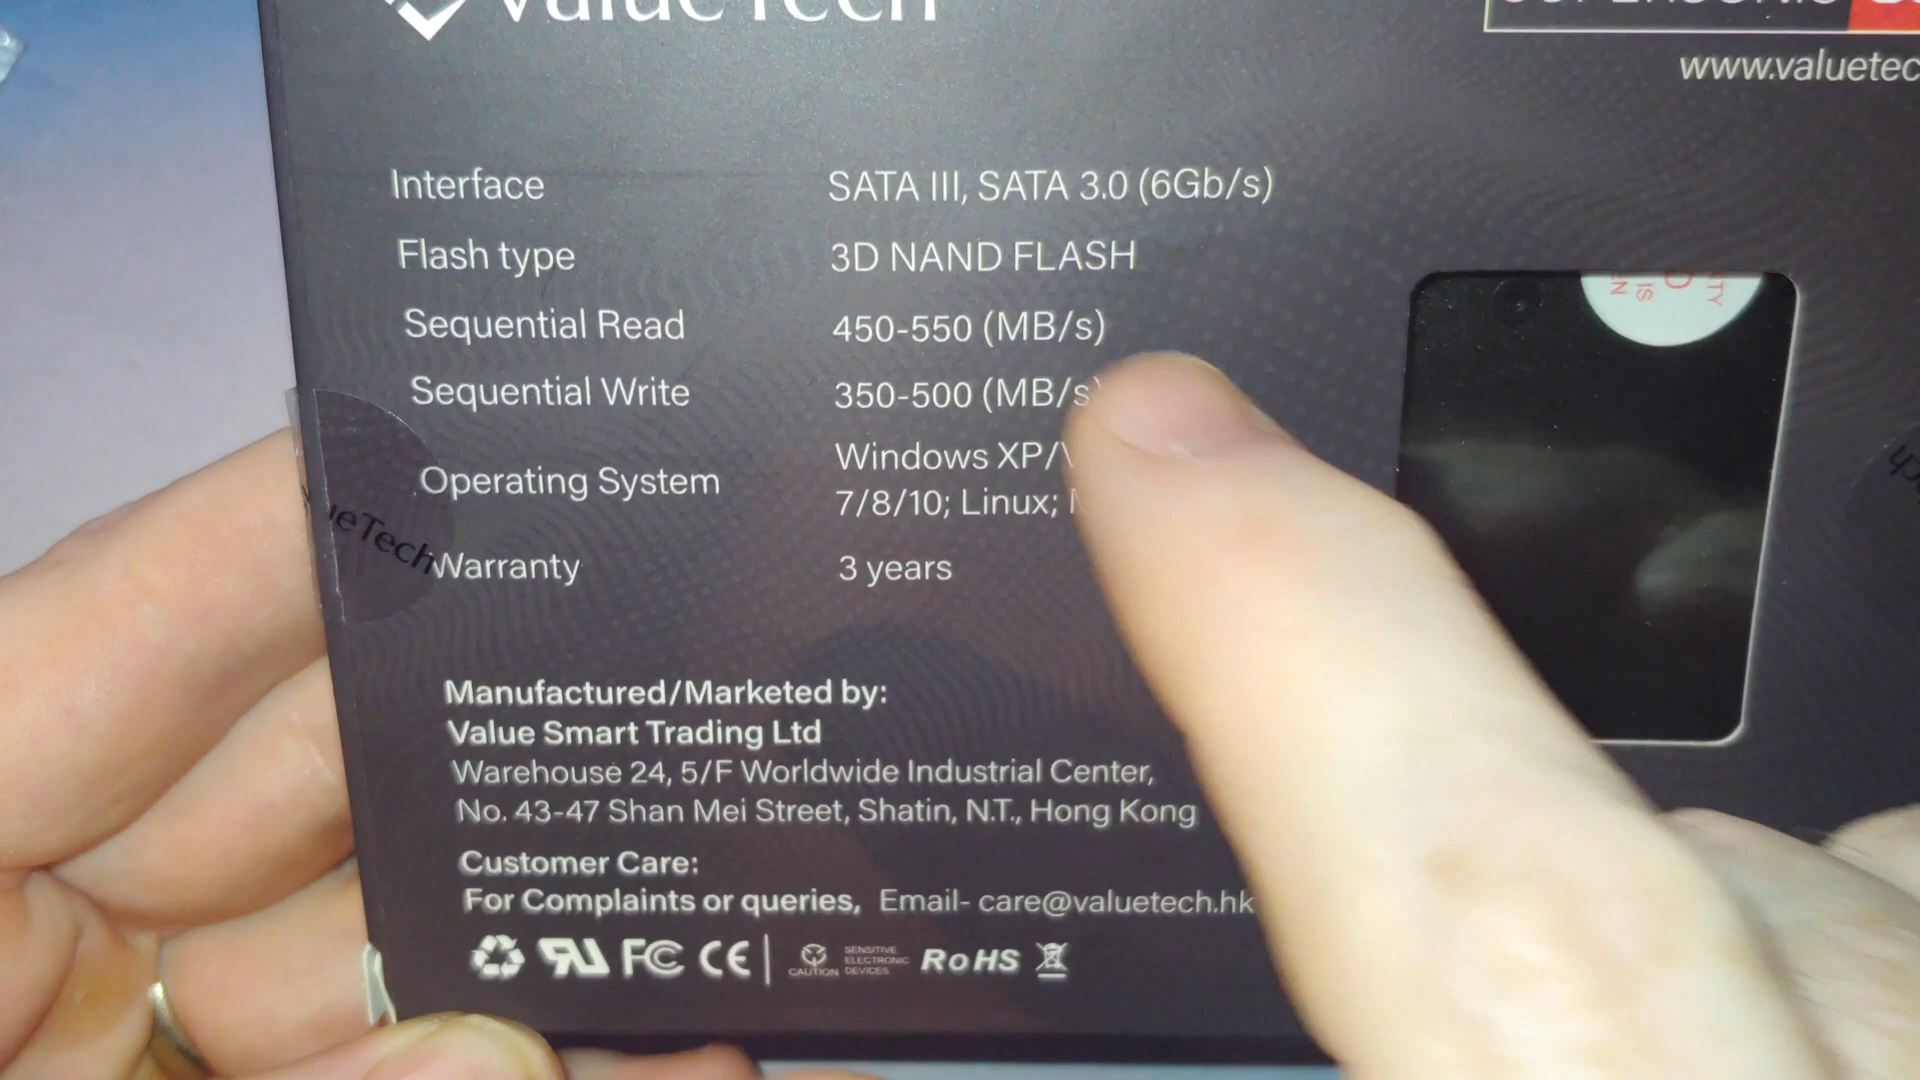 ValueTech
www.valuetec
Interface SATA III, SATA 3.0 (6Gb/s)
Flash type 3D NAND FLASH
Sequential Read 450-550 (MB/s)
Sequential Write 350-500 (MB/s)
Operating System Windows XP/
7/8/10; Linux;
ueTech
Warranty 3 years
Manufactured/Marketed by:
Value Smart Trading Ltd
Warehouse 24, 5/F Worldwide Industrial Center,
No. 43-47 Shan Mei Street, Shatin, N.T., Hong Kong
Customer Care:
For Complaints or queries, Email- care@valuetech.hk
FC CE CAUTION SENSITIVE ELECTRONIC DEVICES RoHS